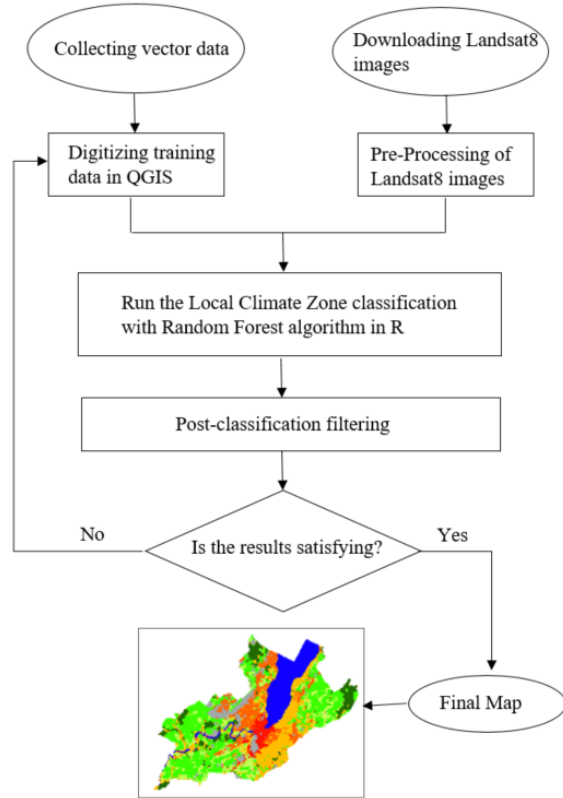 Collecting vector data
Downloading Landsat8
images
Digitizing training
data in QGIS
Pre-Processing of
Landsat8 images
Run the Local Climate Zone classification
with Random Forest algorithm in R
Post-classification filtering
No
Is the results satisfying?
Yes
Final Map